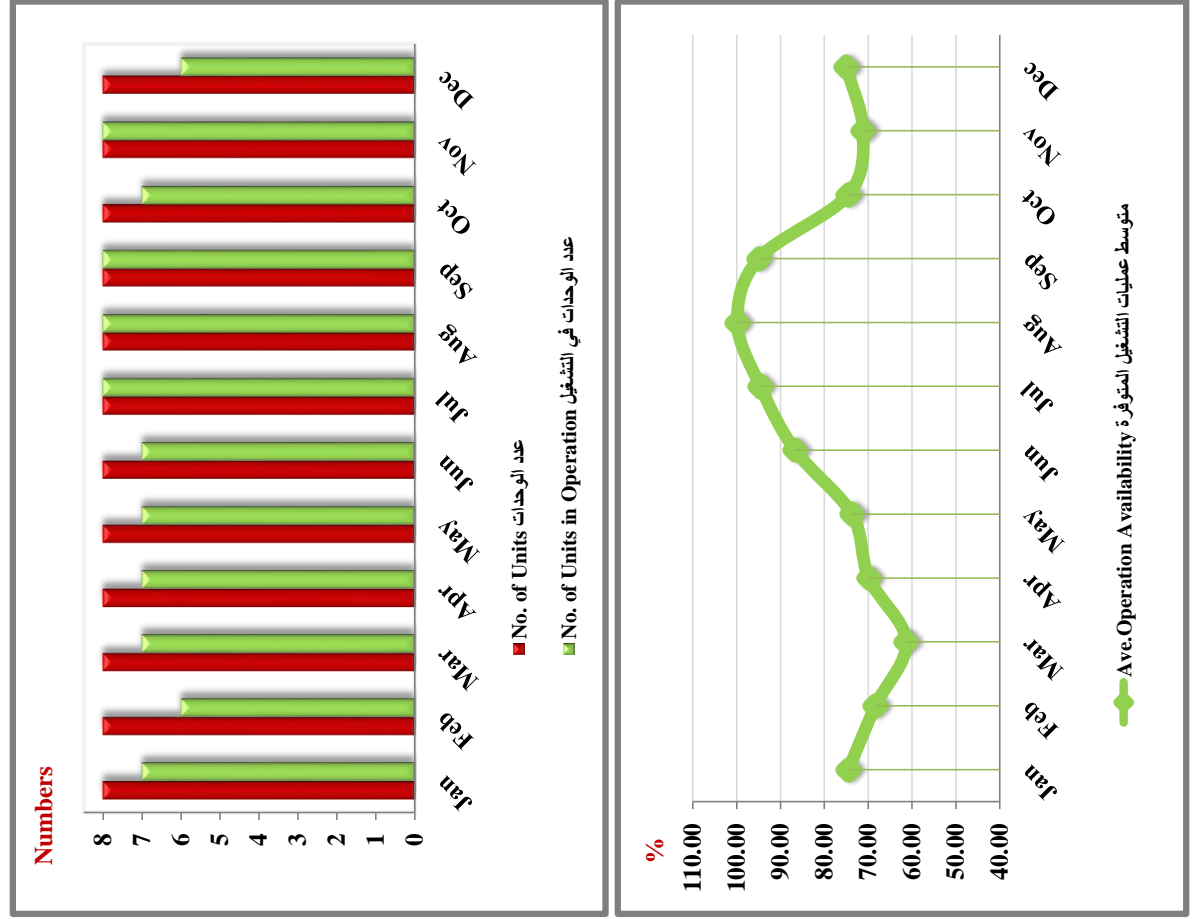 Numbers
8
7
6
5
4
3
2
1
0
Jan
Feb
Mar
Apr
May
Jun
Jul
Aug
Sep
Oct
Nov
Dec
No. of Units عدد الوحدات
No. of Units in Operation عدد الوحدات في التشغيل
%
110.00
100.00
90.00
80.00
70.00
60.00
50.00
40.00
Jan
Feb
Mar
Apr
May
Jun
Jul
Aug
Sep
Oct
Nov
Dec
Ave.Operation Availability متوسط عمليات التشغيل المتوفرة